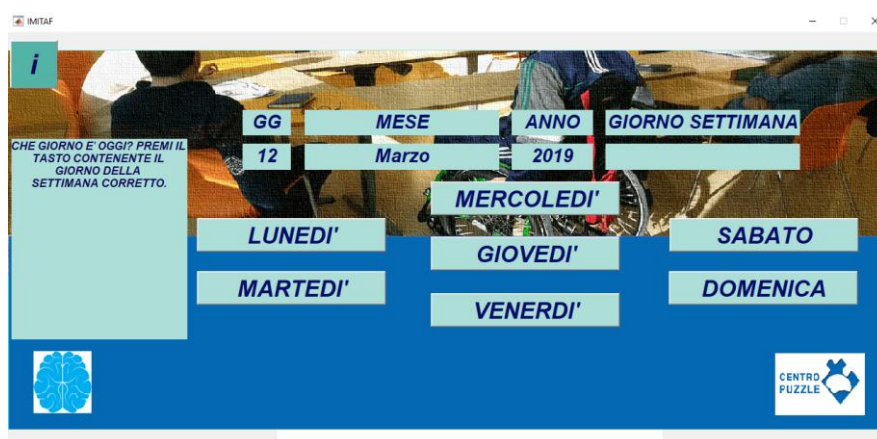 IMITAF
i
GG MESE ANNO GIORNO SETTIMANA
12 Marzo 2019
CHE GIORNO E' OGGI? PREMI IL
TASTO CONTENENTE IL
GIORNO DELLA
SETTIMANA CORRETTO.
MERCOLEDI'
LUNEDI'
GIOVEDI'
SABATO
MARTEDI'
VENERDI'
DOMENICA
CENTRO
PUZZLE